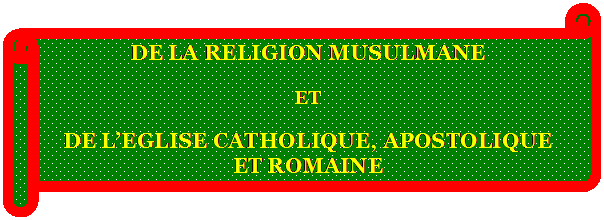 DE LA RELIGION MUSULMANE
ET
DE L’EGLISE CATHOLIQUE, APOSTOLIQUE
ET ROMAINE